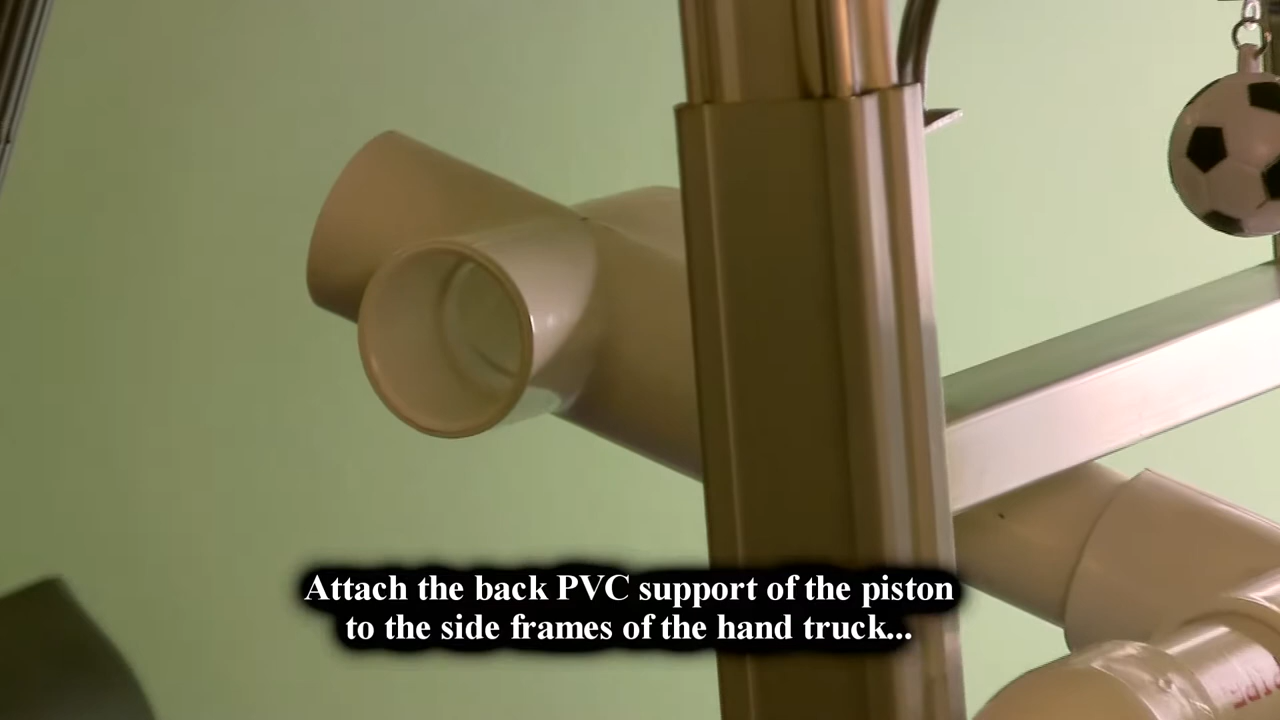 Attach the back PVC support of the piston
to the side frames of the hand truck...